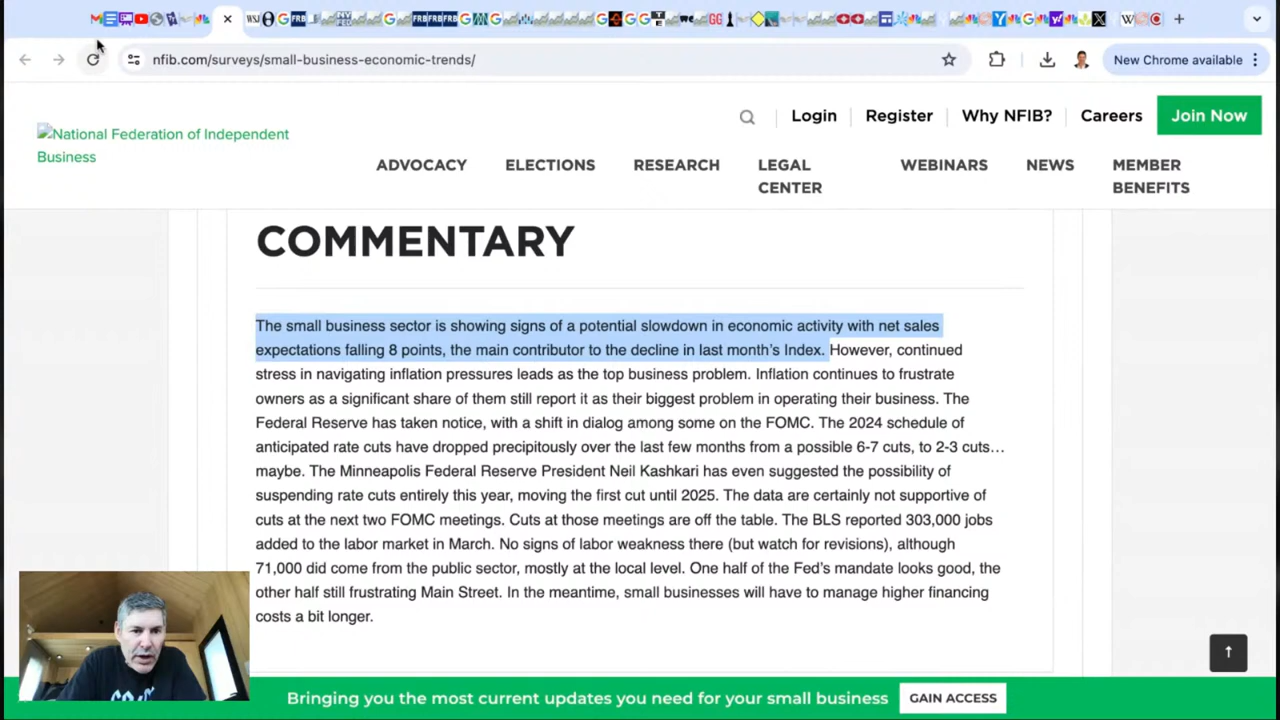 nfib.com/surveys/small-business-economic-trends/
New Chrome available
National Federation of Independent
Business
Login
Register
Why NFIB?
Careers
Join Now
ADVOCACY
ELECTIONS
RESEARCH
LEGAL
CENTER
WEBINARS
NEWS
MEMBER
BENEFITS
COMMENTARY
The small business sector is showing signs of a potential slowdown in economic activity with net sales
expectations falling 8 points, the main contributor to the decline in last month's Index. However, continued
stress in navigating inflation pressures leads as the top business problem. Inflation continues to frustrate
owners as a significant share of them still report it as their biggest problem in operating their business. The
Federal Reserve has taken notice, with a shift in dialog among some on the FOMC. The 2024 schedule of
anticipated rate cuts have dropped precipitously over the last few months from a possible 6-7 cuts, to 2-3 cuts…
maybe. The Minneapolis Federal Reserve President Neil Kashkari has even suggested the possibility of
suspending rate cuts entirely this year, moving the first cut until 2025. The data are certainly not supportive of
cuts at the next two FOMC meetings. Cuts at those meetings are off the table. The BLS reported 303,000 jobs
added to the labor market in March. No signs of labor weakness there (but watch for revisions), although
71,000 did come from the public sector, mostly at the local level. One half of the Fed's mandate looks good, the
other half still frustrating Main Street. In the meantime, small businesses will have to manage higher financing
costs a bit longer.
Bringing you the most current updates you need for your small business
GAIN ACCESS